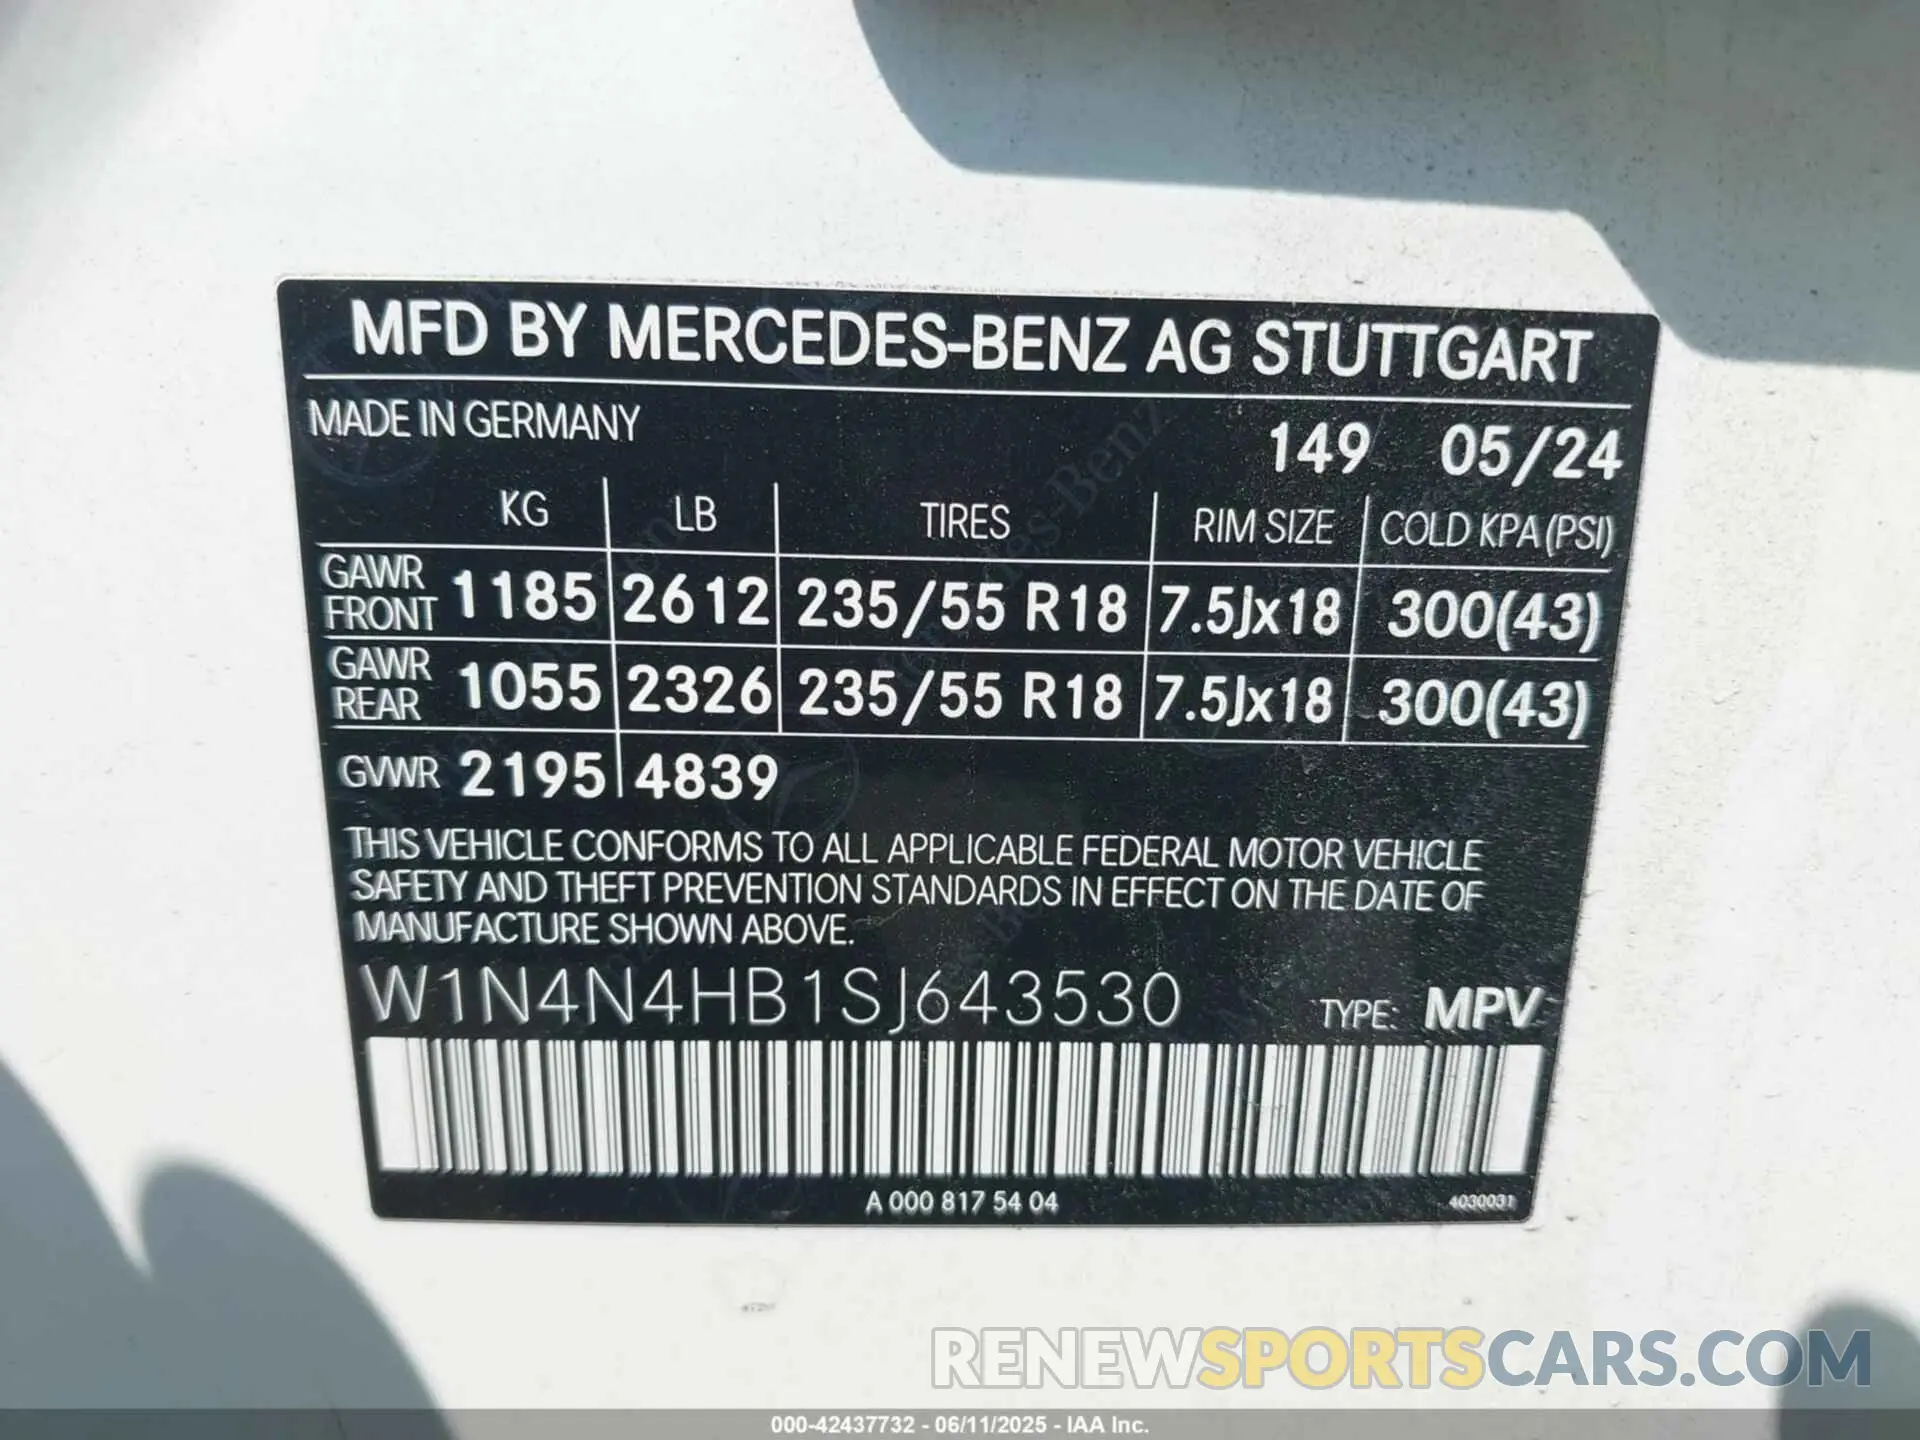 MFD BY MERCEDES-BENZ AG STUTTGART
MADE IN GERMANY 149 05/24
KG LB TIRES RIM SIZE COLD KPA (PSI)
GAWR FRONT 1185 2612 235/55 R18 7.5Jx18 300(43)
GAWR REAR 1055 2326 235/55 R18 7.5Jx18 300(43)
GVWR 2195 4839
THIS VEHICLE CONFORMS TO ALL APPLICABLE FEDERAL MOTOR VEHICLE
SAFETY AND THEFT PREVENTION STANDARDS IN EFFECT ON THE DATE OF
MANUFACTURE SHOWN ABOVE.
W1N4N4HB1SJ643530 TYPE: MPV
A 000 817 54 04 4030031
RENEWSPORTSCARS.COM
000-42437732 - 06/11/2025 - IAA Inc.